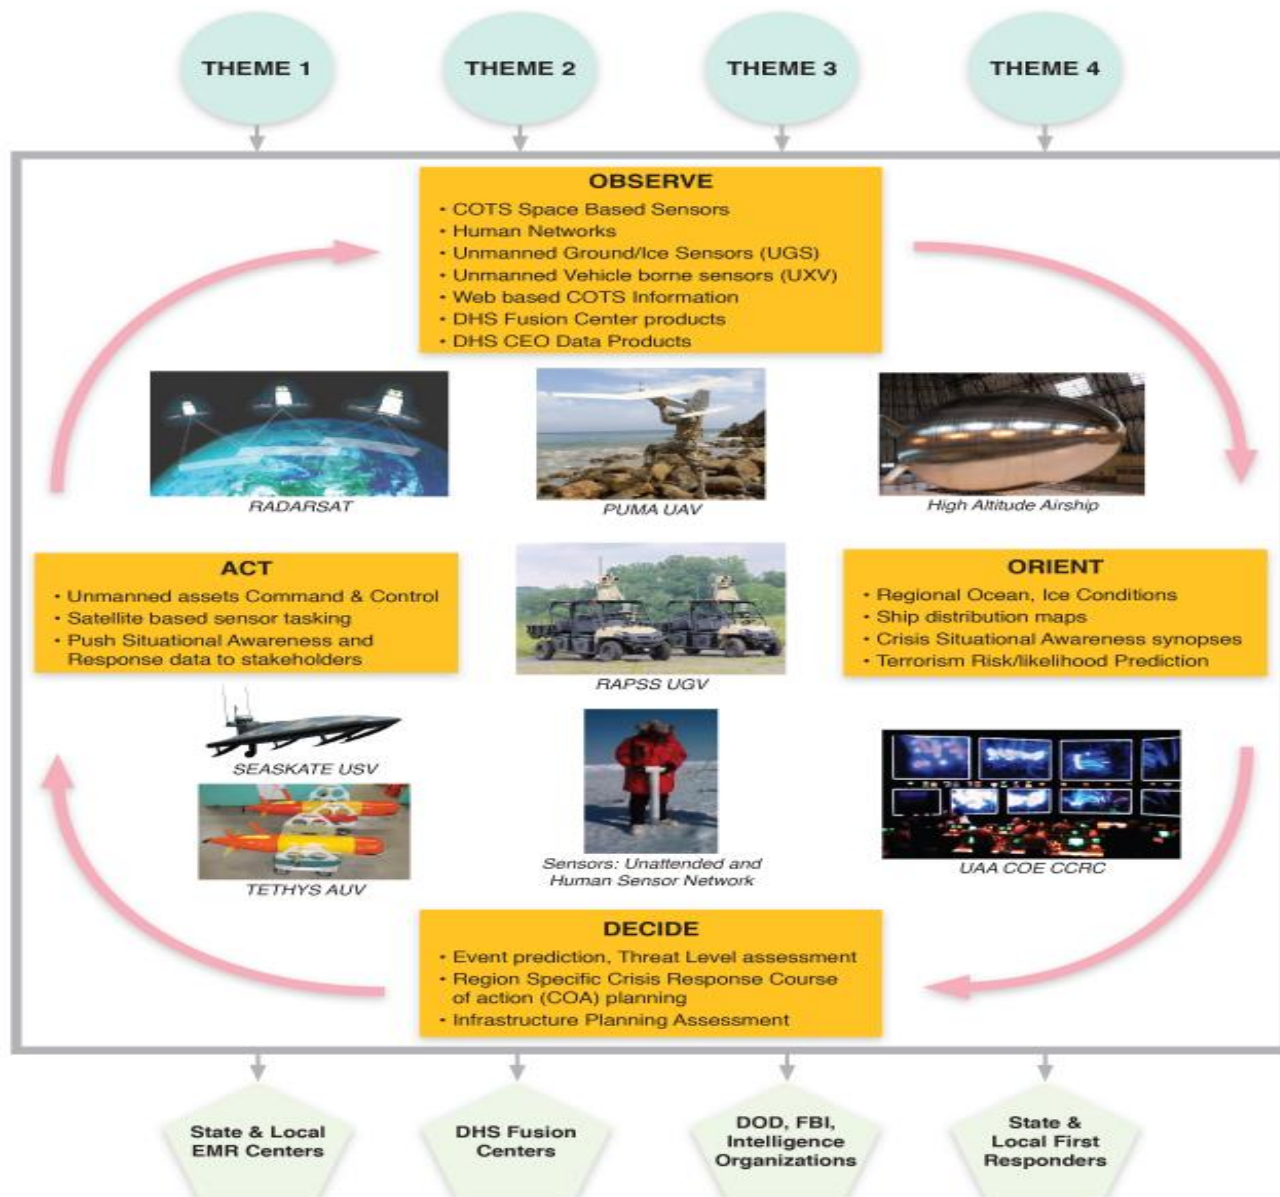 THEME 1
THEME 2
THEME 3
THEME 4
OBSERVE
• COTS Space Based Sensors
• Human Networks
• Unmanned Ground/Ice Sensors (UGS)
• Unmanned Vehicle borne sensors (UXV)
• Web based COTS Information
• DHS Fusion Center products
• DHS CEO Data Products
RADARSAT
PUMA UAV
High Altitude Airship
ACT
• Unmanned assets Command & Control
• Satellite based sensor tasking
• Push Situational Awareness and
Response data to stakeholders
RAPSS UGV
ORIENT
• Regional Ocean, Ice Conditions
• Ship distribution maps
• Crisis Situational Awareness synopses
• Terrorism Risk/likelihood Prediction
SEASKATE USV
TETHYS AUV
Sensors: Unattended and
Human Sensor Network
UAA COE CCRC
DECIDE
• Event prediction, Threat Level assessment
• Region Specific Crisis Response Course
of action (COA) planning
• Infrastructure Planning Assessment
State & Local
EMR Centers
DHS Fusion
Centers
DOD, FBI,
Intelligence
Organizations
State &
Local First
Responders